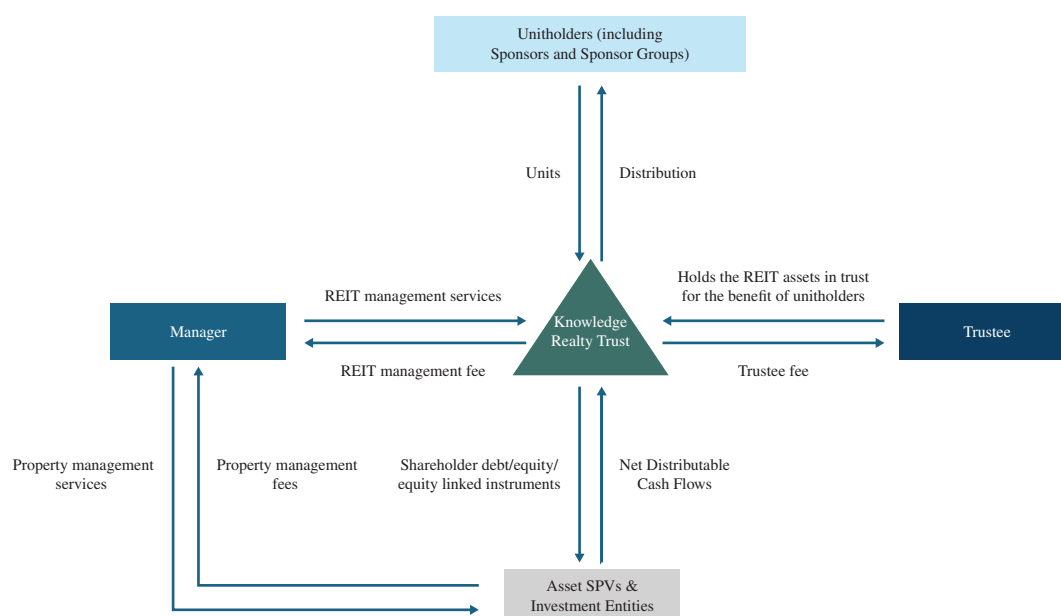 Unitholders (including
Sponsors and Sponsor Groups)
Units
Distribution
REIT management services
Holds the REIT assets in trust
for the benefit of unitholders
Manager
Knowledge
Realty Trust
Trustee
REIT management fee
Trustee fee
Property management
services
Property management
fees
Shareholder debt/equity/
equity linked instruments
Net Distributable
Cash Flows
Asset SPVs &
Investment Entities